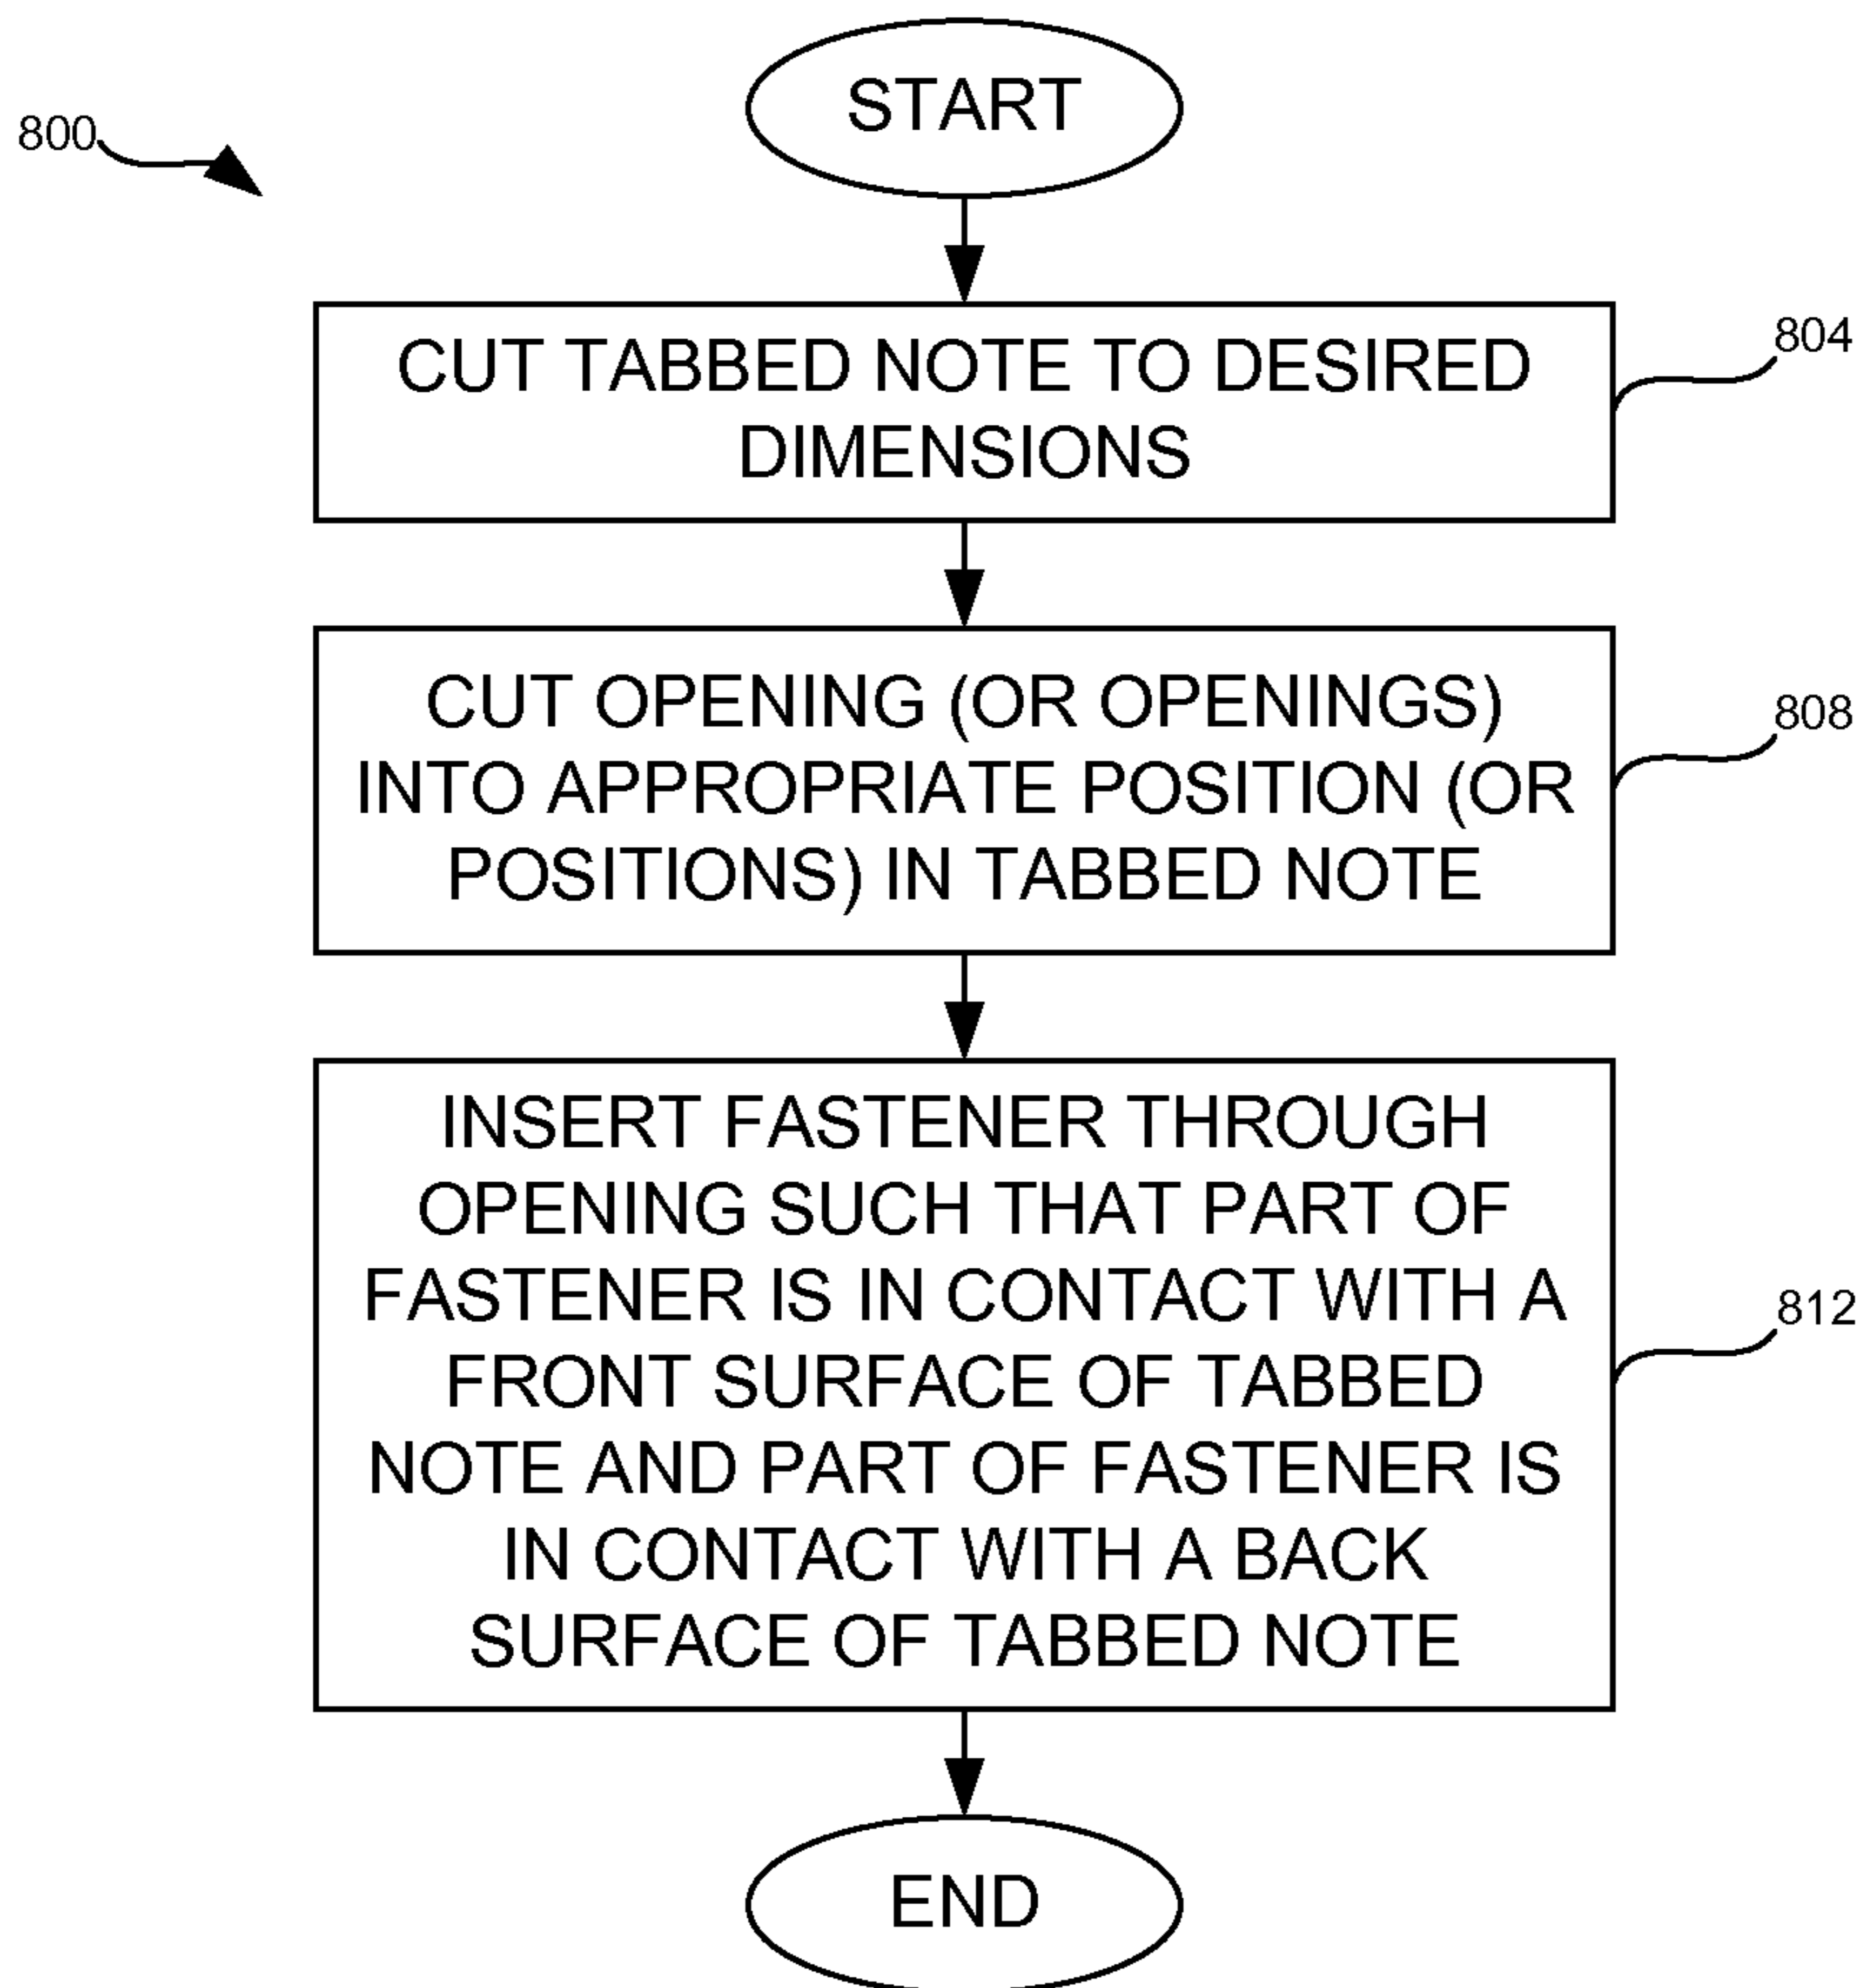 START
800
CUT TABBED NOTE TO DESIRED
DIMENSIONS
804
CUT OPENING (OR OPENINGS)
INTO APPROPRIATE POSITION (OR
POSITIONS) IN TABBED NOTE
808
INSERT FASTENER THROUGH
OPENING SUCH THAT PART OF
FASTENER IS IN CONTACT WITH A
FRONT SURFACE OF TABBED
NOTE AND PART OF FASTENER IS
IN CONTACT WITH A BACK
SURFACE OF TABBED NOTE
812
END